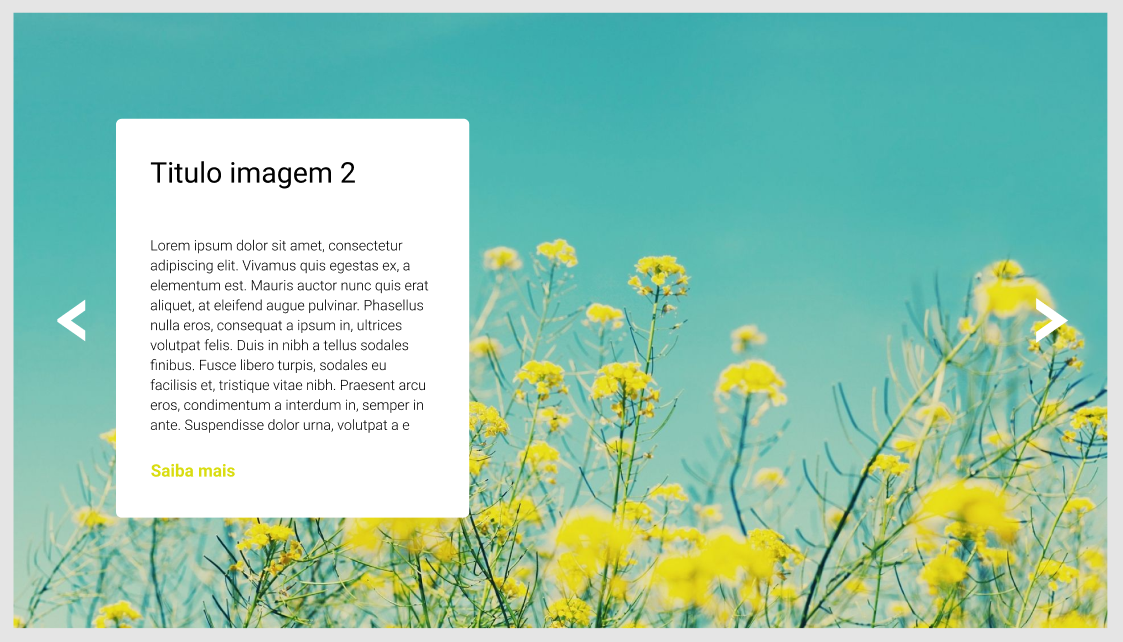 Titulo imagem 2
Lorem ipsum dolor sit amet, consectetur
adipiscing elit. Vivamus quis egestas ex, a
elementum est. Mauris auctor nunc quis erat
aliquet, at eleifend augue pulvinar. Phasellus
nulla eros, consequat a ipsum in, ultrices
volutpat felis. Duis in nibh a tellus sodales
finibus. Fusce libero turpis, sodales eu
facilisis et, tristique vitae nibh. Praesent arcu
eros, condimentum a interdum in, semper in
ante. Suspendisse dolor urna, volutpat a e
Saiba mais